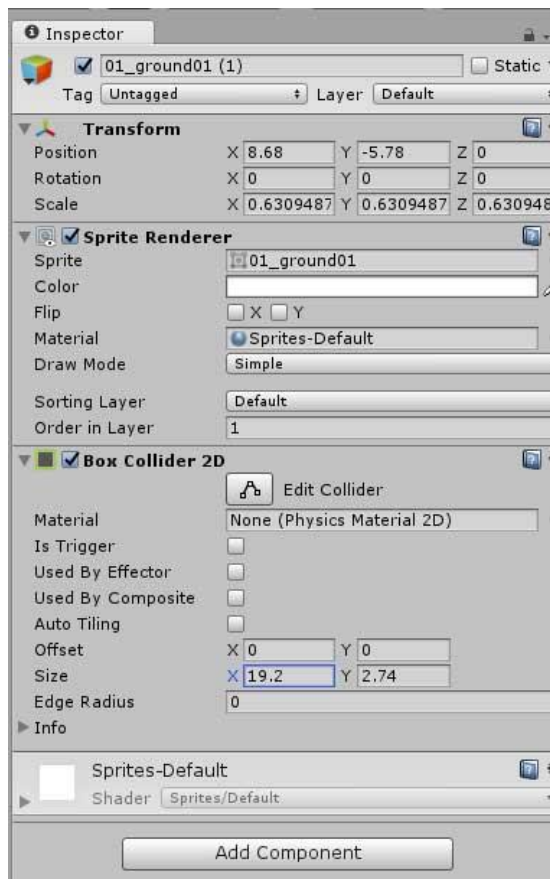 Inspector
01_ground01 (1) Static
Tag Untagged Layer Default
Transform
Position X 8.68 Y -5.78 Z 0
Rotation X 0 Y 0 Z 0
Scale X 0.6309487 Y 0.6309487 Z 0.630948
Sprite Renderer
Sprite 01_ground01
Color
Flip X Y
Material Sprites-Default
Draw Mode Simple
Sorting Layer Default
Order in Layer 1
Box Collider 2D
Edit Collider
Material None (Physics Material 2D)
Is Trigger
Used By Effector
Used By Composite
Auto Tiling
Offset X 0 Y 0
Size X 19.2 Y 2.74
Edge Radius 0
Info
Sprites-Default
Shader Sprites/Default
Add Component